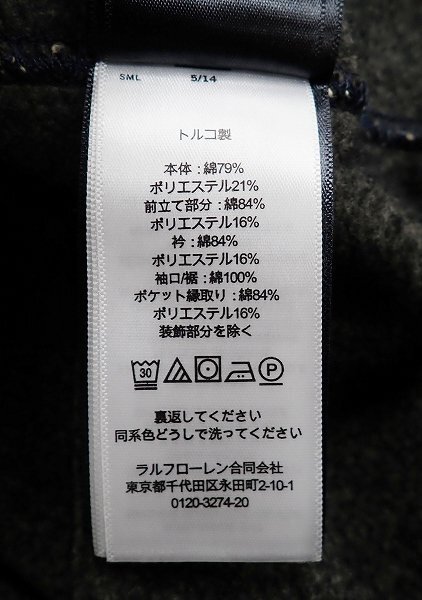 SML 5/14
トルコ製
本体 : 綿79%
ポリエステル21%
前立て部分 : 綿84%
ポリエステル16%
衿 : 綿84%
ポリエステル16%
袖口/裾 : 綿100%
ポケット縁取り : 綿84%
ポリエステル16%
装飾部分を除く
30 P
裏返してください
同系色どうしで洗ってください
ラルフローレン合同会社
東京都千代田区永田町2-10-1
0120-3274-20